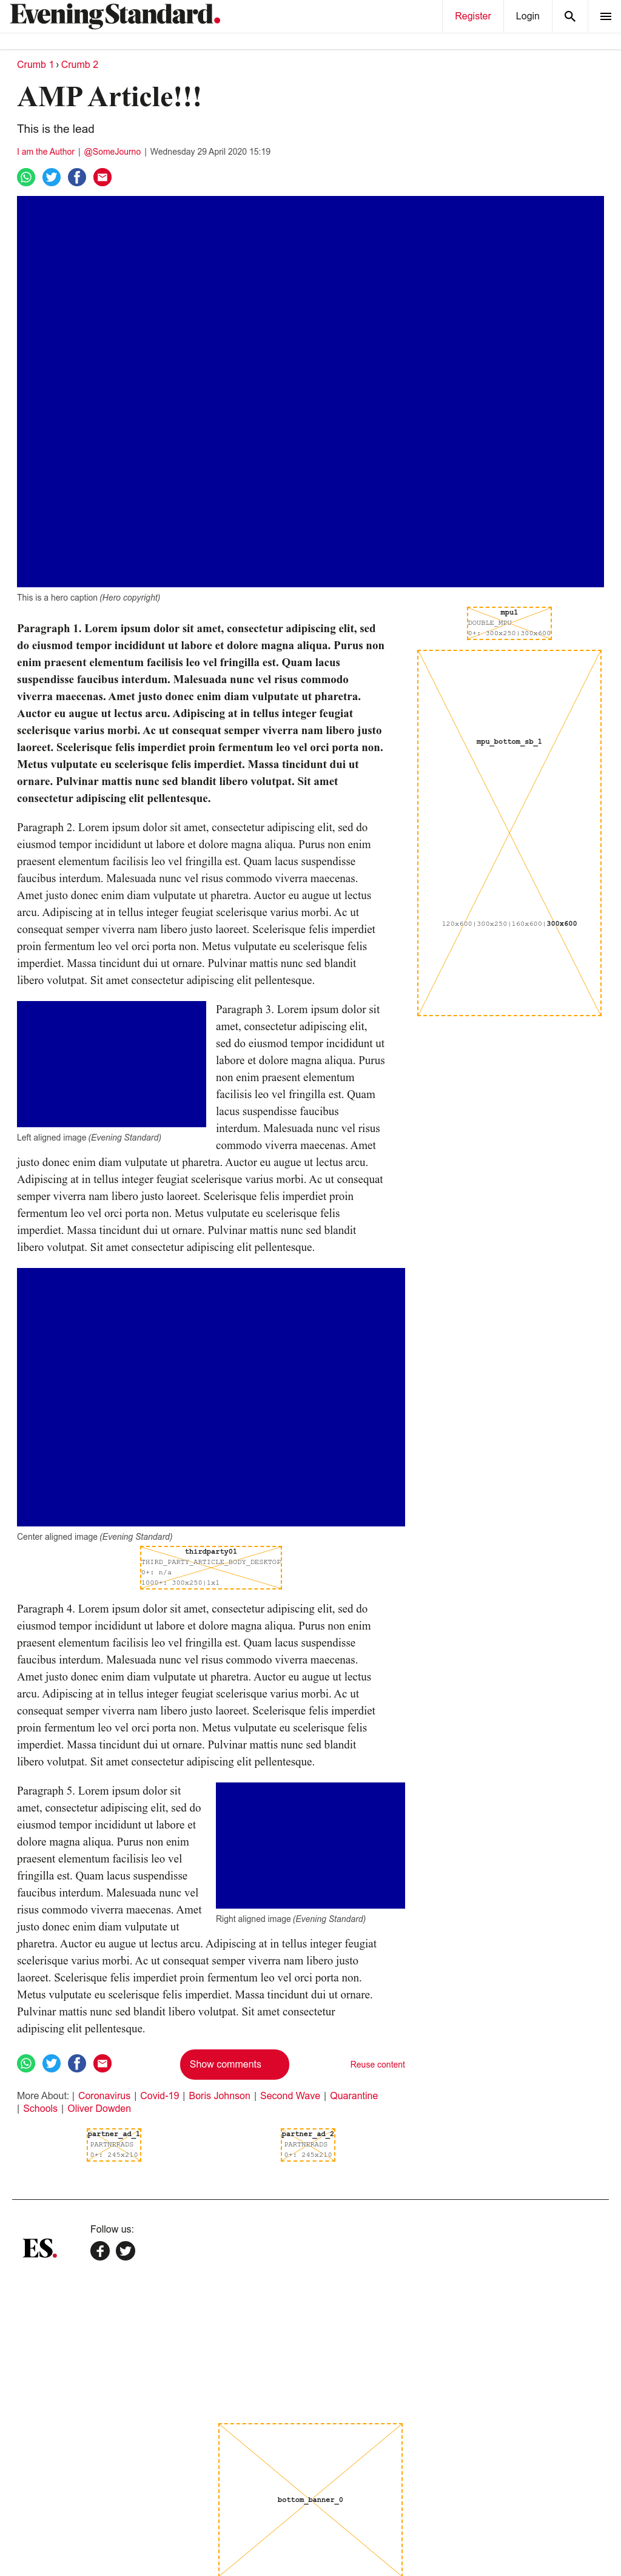 Evening Standard.
Register
Login
Crumb 1 › Crumb 2
AMP Article!!!
This is the lead
I am the Author | @SomeJourno | Wednesday 29 April 2020 15:19
This is a hero caption (Hero copyright)
mpu1
DOUBLE_MPU
0+: 300x250|300x600
Paragraph 1. Lorem ipsum dolor sit amet, consectetur adipiscing elit, sed
do eiusmod tempor incididunt ut labore et dolore magna aliqua. Purus non
enim praesent elementum facilisis leo vel fringilla est. Quam lacus
suspendisse faucibus interdum. Malesuada nunc vel risus commodo
viverra maecenas. Amet justo donec enim diam vulputate ut pharetra.
Auctor eu augue ut lectus arcu. Adipiscing at in tellus integer feugiat
scelerisque varius morbi. Ac ut consequat semper viverra nam libero justo
laoreet. Scelerisque felis imperdiet proin fermentum leo vel orci porta non.
Metus vulputate eu scelerisque felis imperdiet. Massa tincidunt dui ut
ornare. Pulvinar mattis nunc sed blandit libero volutpat. Sit amet
consectetur adipiscing elit pellentesque.
mpu_bottom_sb_1
120x600|300x250|160x600|300x600
Paragraph 2. Lorem ipsum dolor sit amet, consectetur adipiscing elit, sed do
eiusmod tempor incididunt ut labore et dolore magna aliqua. Purus non enim
praesent elementum facilisis leo vel fringilla est. Quam lacus suspendisse
faucibus interdum. Malesuada nunc vel risus commodo viverra maecenas.
Amet justo donec enim diam vulputate ut pharetra. Auctor eu augue ut lectus
arcu. Adipiscing at in tellus integer feugiat scelerisque varius morbi. Ac ut
consequat semper viverra nam libero justo laoreet. Scelerisque felis imperdiet
proin fermentum leo vel orci porta non. Metus vulputate eu scelerisque felis
imperdiet. Massa tincidunt dui ut ornare. Pulvinar mattis nunc sed blandit
libero volutpat. Sit amet consectetur adipiscing elit pellentesque.
Left aligned image (Evening Standard)
Paragraph 3. Lorem ipsum dolor sit
amet, consectetur adipiscing elit,
sed do eiusmod tempor incididunt ut
labore et dolore magna aliqua. Purus
non enim praesent elementum
facilisis leo vel fringilla est. Quam
lacus suspendisse faucibus
interdum. Malesuada nunc vel risus
commodo viverra maecenas. Amet
justo donec enim diam vulputate ut pharetra. Auctor eu augue ut lectus arcu.
Adipiscing at in tellus integer feugiat scelerisque varius morbi. Ac ut consequat
semper viverra nam libero justo laoreet. Scelerisque felis imperdiet proin
fermentum leo vel orci porta non. Metus vulputate eu scelerisque felis
imperdiet. Massa tincidunt dui ut ornare. Pulvinar mattis nunc sed blandit
libero volutpat. Sit amet consectetur adipiscing elit pellentesque.
Center aligned image (Evening Standard)
thirdparty01
THIRD_PARTY_ARTICLE_BODY_DESKTOP
0+: n/a
1000+: 300x250|1x1
Paragraph 4. Lorem ipsum dolor sit amet, consectetur adipiscing elit, sed do
eiusmod tempor incididunt ut labore et dolore magna aliqua. Purus non enim
praesent elementum facilisis leo vel fringilla est. Quam lacus suspendisse
faucibus interdum. Malesuada nunc vel risus commodo viverra maecenas.
Amet justo donec enim diam vulputate ut pharetra. Auctor eu augue ut lectus
arcu. Adipiscing at in tellus integer feugiat scelerisque varius morbi. Ac ut
consequat semper viverra nam libero justo laoreet. Scelerisque felis imperdiet
proin fermentum leo vel orci porta non. Metus vulputate eu scelerisque felis
imperdiet. Massa tincidunt dui ut ornare. Pulvinar mattis nunc sed blandit
libero volutpat. Sit amet consectetur adipiscing elit pellentesque.
Paragraph 5. Lorem ipsum dolor sit
amet, consectetur adipiscing elit, sed do
eiusmod tempor incididunt ut labore et
dolore magna aliqua. Purus non enim
praesent elementum facilisis leo vel
fringilla est. Quam lacus suspendisse
faucibus interdum. Malesuada nunc vel
risus commodo viverra maecenas. Amet
justo donec enim diam vulputate ut
Right aligned image (Evening Standard)
pharetra. Auctor eu augue ut lectus arcu. Adipiscing at in tellus integer feugiat
scelerisque varius morbi. Ac ut consequat semper viverra nam libero justo
laoreet. Scelerisque felis imperdiet proin fermentum leo vel orci porta non.
Metus vulputate eu scelerisque felis imperdiet. Massa tincidunt dui ut ornare.
Pulvinar mattis nunc sed blandit libero volutpat. Sit amet consectetur
adipiscing elit pellentesque.
Show comments
Reuse content
More About: | Coronavirus | Covid-19 | Boris Johnson | Second Wave | Quarantine
| Schools | Oliver Dowden
partner_ad_1
PARTNERADS
0+: 245x210
partner_ad_2
PARTNERADS
0+: 245x210
ES.
Follow us:
bottom_banner_0